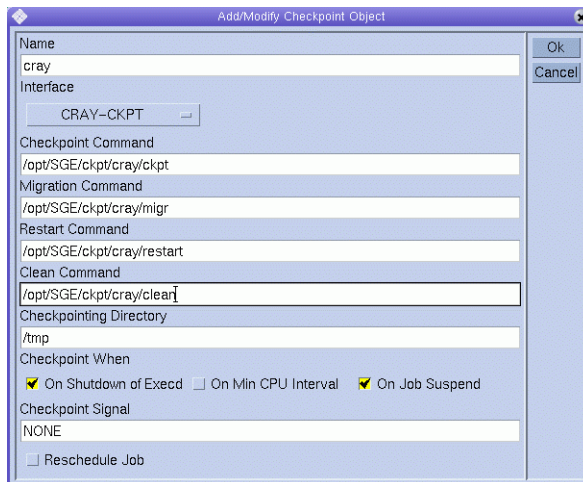 Add/Modify Checkpoint Object
Name
cray
Interface
CRAY-CKPT
Checkpoint Command
/opt/SGE/ckpt/cray/ckpt
Migration Command
/opt/SGE/ckpt/cray/migr
Restart Command
/opt/SGE/ckpt/cray/restart
Clean Command
/opt/SGE/ckpt/cray/clean
Checkpointing Directory
/tmp
Checkpoint When
On Shutdown of Execd On Min CPU Interval On Job Suspend
Checkpoint Signal
NONE
Reschedule Job
Ok
Cancel